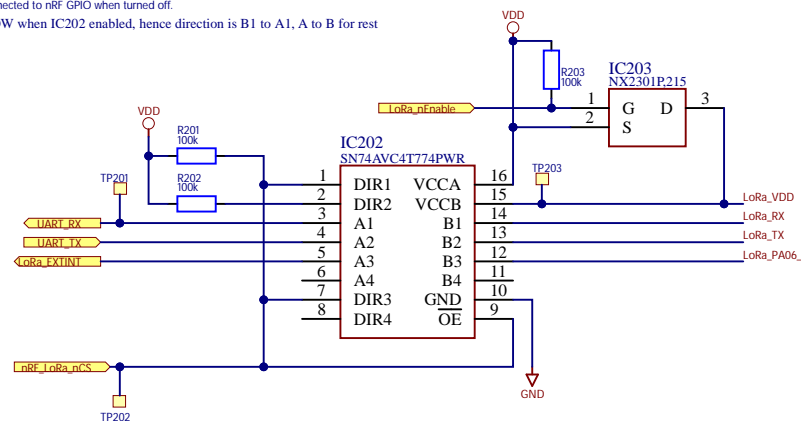 nected to nRF GPIO when turned off.
OW when IC202 enabled, hence direction is B1 to A1, A to B for rest
VDD
R203
100k
IC203
NX2301P,215
LoRa_nEnable
1
G
D
3
2
S
VDD
R201
100k
IC202
SN74AVC4T774PWR
TP201
R202
100k
TP203
1
DIR1
VCCA
16
2
DIR2
VCCB
15
LoRa_VDD
UART_RX
3
A1
B1
14
LoRa_RX
UART_TX
4
A2
B2
13
LoRa_TX
LoRa_EXTINT
5
A3
B3
12
LoRa_PA06_
6
A4
B4
11
7
DIR3
GND
10
8
DIR4
OE
9
nRF_LoRa_nCS
TP202
GND